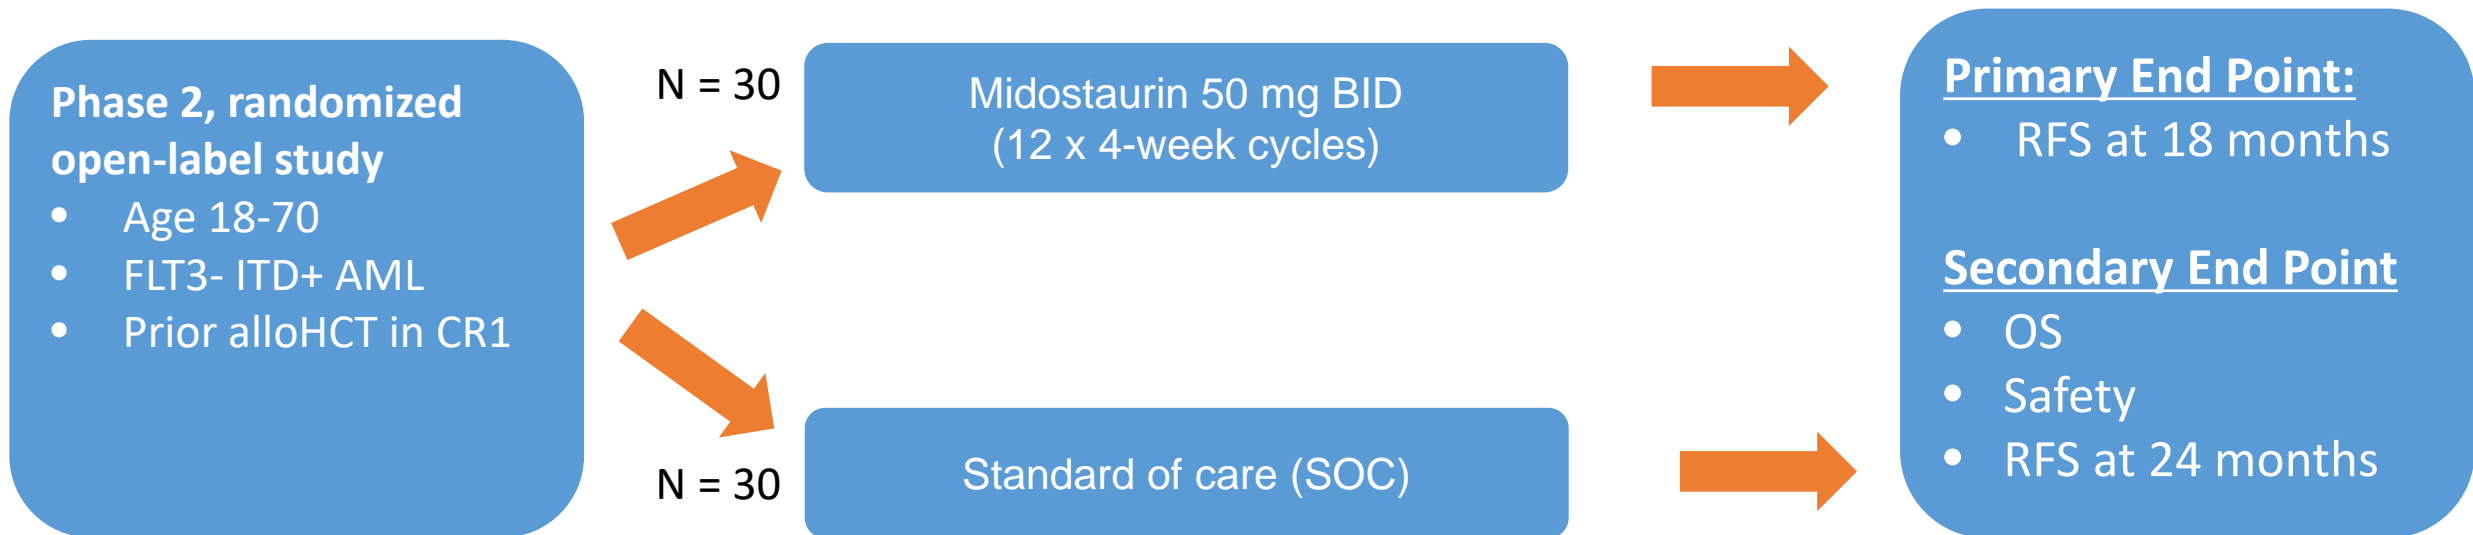 Phase 2, randomized
open-label study
• Age 18-70
• FLT3- ITD+ AML
• Prior alloHCT in CR1
N = 30
Midostaurin 50 mg BID
(12 x 4-week cycles)
N = 30
Standard of care (SOC)
Primary End Point:
• RFS at 18 months
Secondary End Point
• OS
• Safety
• RFS at 24 months